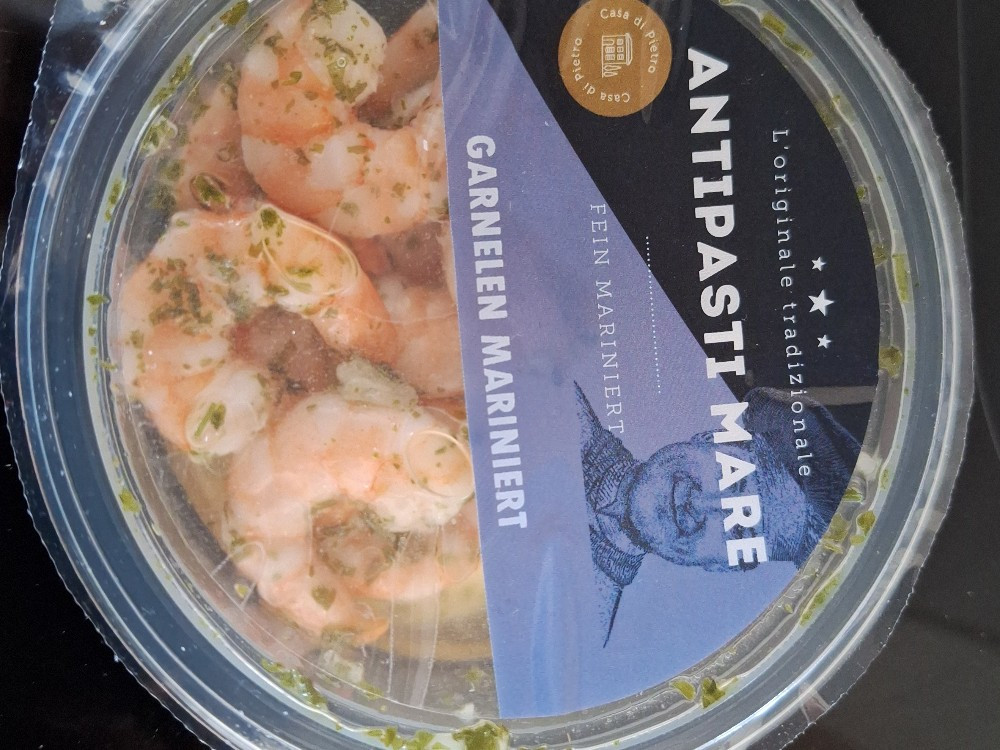 L'originale tradizionale
ANTIPASTI MARE
FEIN MARINIERT
Casa di Pietro
Casa di Pietro
GARNELEN MARINIERT